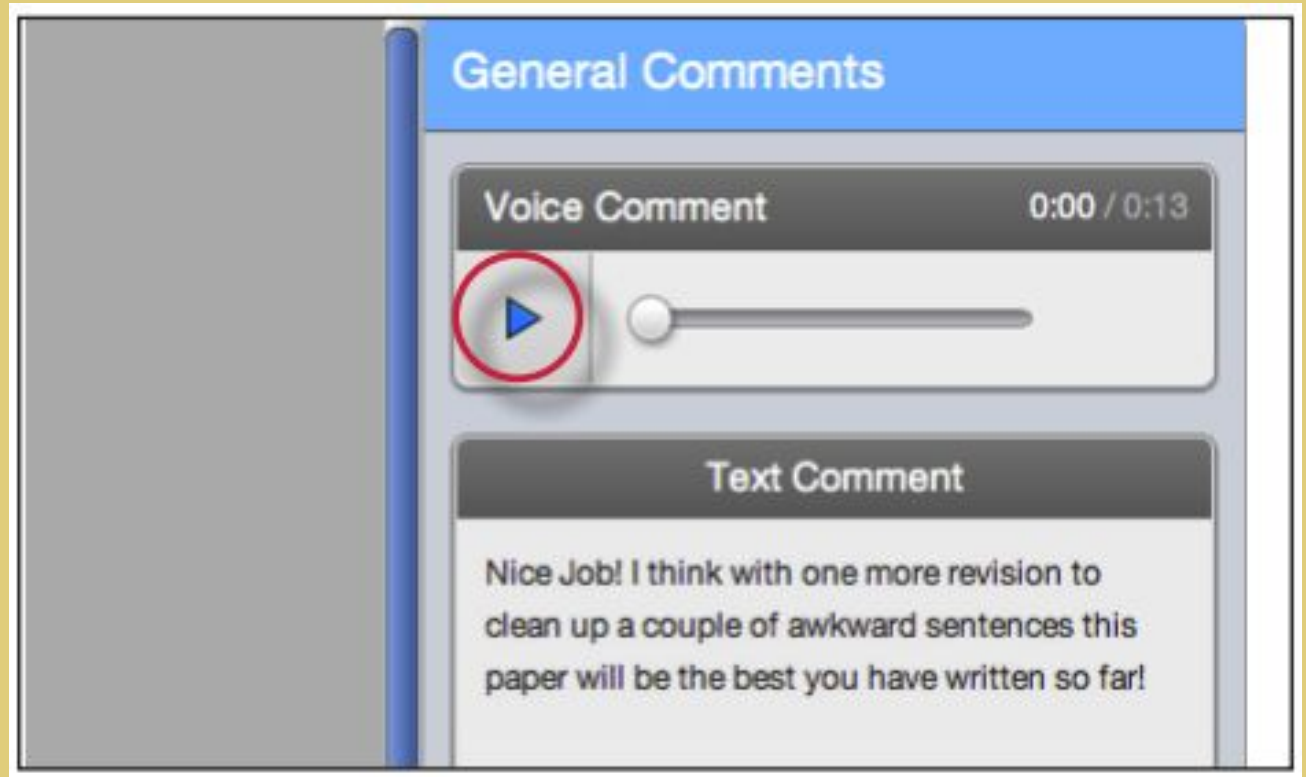 General Comments
Voice Comment 0:00 / 0:13
Text Comment
Nice Job! I think with one more revision to
clean up a couple of awkward sentences this
paper will be the best you have written so far!